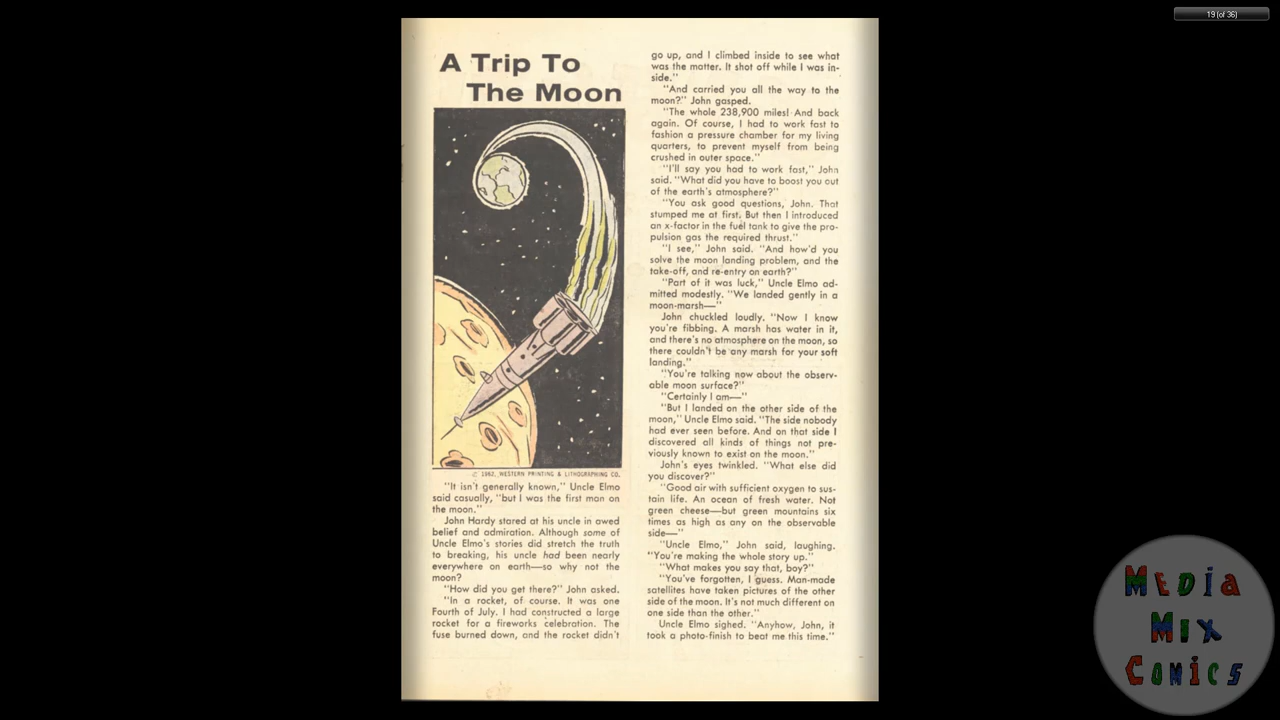 19 (of 36)
A Trip To
The Moon
© 1962, WESTERN PRINTING & LITHOGRAPHING CO.
"It isn't generally known," Uncle Elmo
said casually, "but I was the first man on
the moon."
John Hardy stared at his uncle in awed
belief and admiration. Although some of
Uncle Elmo's stories did stretch the truth
to breaking, his uncle had been nearly
everywhere on earth—so why not the
moon?
"How did you get there?" John asked.
"In a rocket, of course. It was one
Fourth of July. I had constructed a large
rocket for a fireworks celebration. The
fuse burned down, and the rocket didn't
go up, and I climbed inside to see what
was the matter. It shot off while I was in-
side."
"And carried you all the way to the
moon?" John gasped.
"The whole 238,900 miles! And back
again. Of course, I had to work fast to
fashion a pressure chamber for my living
quarters, to prevent myself from being
crushed in outer space."
"I'll say you had to work fast," John
said. "What did you have to boost you out
of the earth's atmosphere?"
"You ask good questions, John. That
stumped me at first. But then I introduced
an x-factor in the fuel tank to give the pro-
pulsion gas the required thrust."
"I see," John said. "And how'd you
solve the moon landing problem, and the
take-off, and re-entry on earth?"
"Part of it was luck," Uncle Elmo ad-
mitted modestly. "We landed gently in a
moon-marsh—"
John chuckled loudly. "Now I know
you're fibbing. A marsh has water in it,
and there's no atmosphere on the moon, so
there couldn't be any marsh for your soft
landing."
"You're talking now about the observ-
able moon surface?"
"Certainly I am—"
"But I landed on the other side of the
moon," Uncle Elmo said. "The side nobody
had ever seen before. And on that side I
discovered all kinds of things not pre-
viously known to exist on the moon."
John's eyes twinkled. "What else did
you discover?"
"Good air with sufficient oxygen to sus-
tain life. An ocean of fresh water. Not
green cheese—but green mountains six
times as high as any on the observable
side—"
"Uncle Elmo," John said, laughing.
"You're making the whole story up."
"What makes you say that, boy?"
"You've forgotten, I guess. Man-made
satellites have taken pictures of the other
side of the moon. It's not much different on
one side than the other."
Uncle Elmo sighed. "Anyhow, John, it
took a photo-finish to beat me this time."
MEDIA
MIX
COMICS